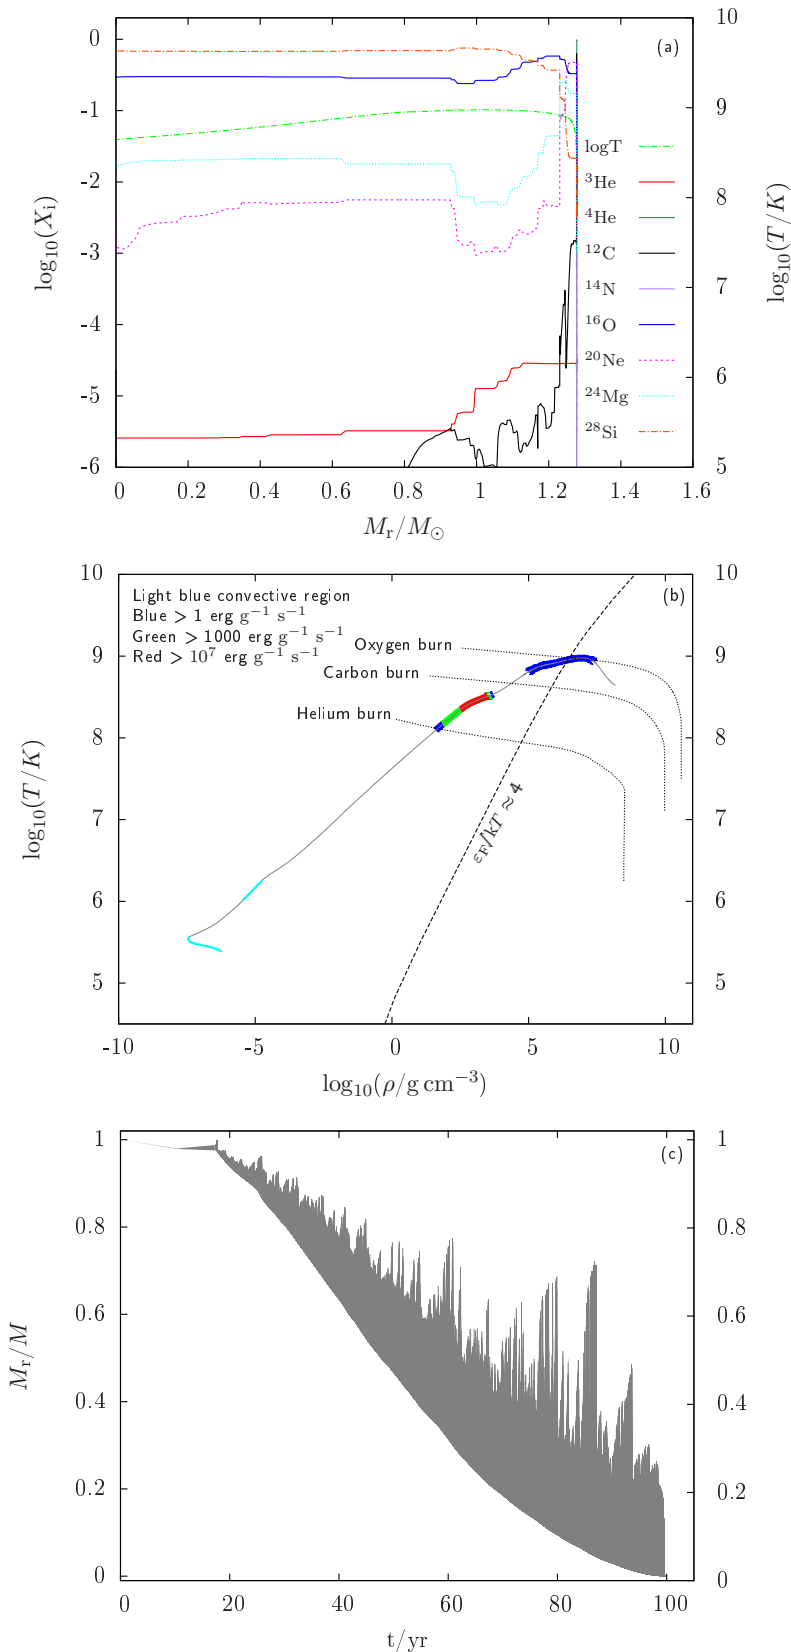 (a)
0
-1
-2
-3
-4
-5
-6
log₁₀(Xᵢ)
10
9
8
7
6
5
log₁₀(T/K)
logT
³He
⁴He
¹²C
¹⁴N
¹⁶O
²⁰Ne
²⁴Mg
²⁸Si
0 0.2 0.4 0.6 0.8 1 1.2 1.4 1.6
Mᵣ/M☉
(b)
Light blue convective region
Blue > 1 erg g⁻¹ s⁻¹
Green > 1000 erg g⁻¹ s⁻¹
Red > 10⁷ erg g⁻¹ s⁻¹
Oxygen burn
Carbon burn
Helium burn
ε_F/kT ≈ 4
10
9
8
7
6
5
log₁₀(T/K)
10
9
8
7
6
5
-10 -5 0 5 10
log₁₀(ρ/g cm⁻³)
(c)
1
0.8
0.6
0.4
0.2
0
Mᵣ/M
1
0.8
0.6
0.4
0.2
0
0 20 40 60 80 100
t/yr